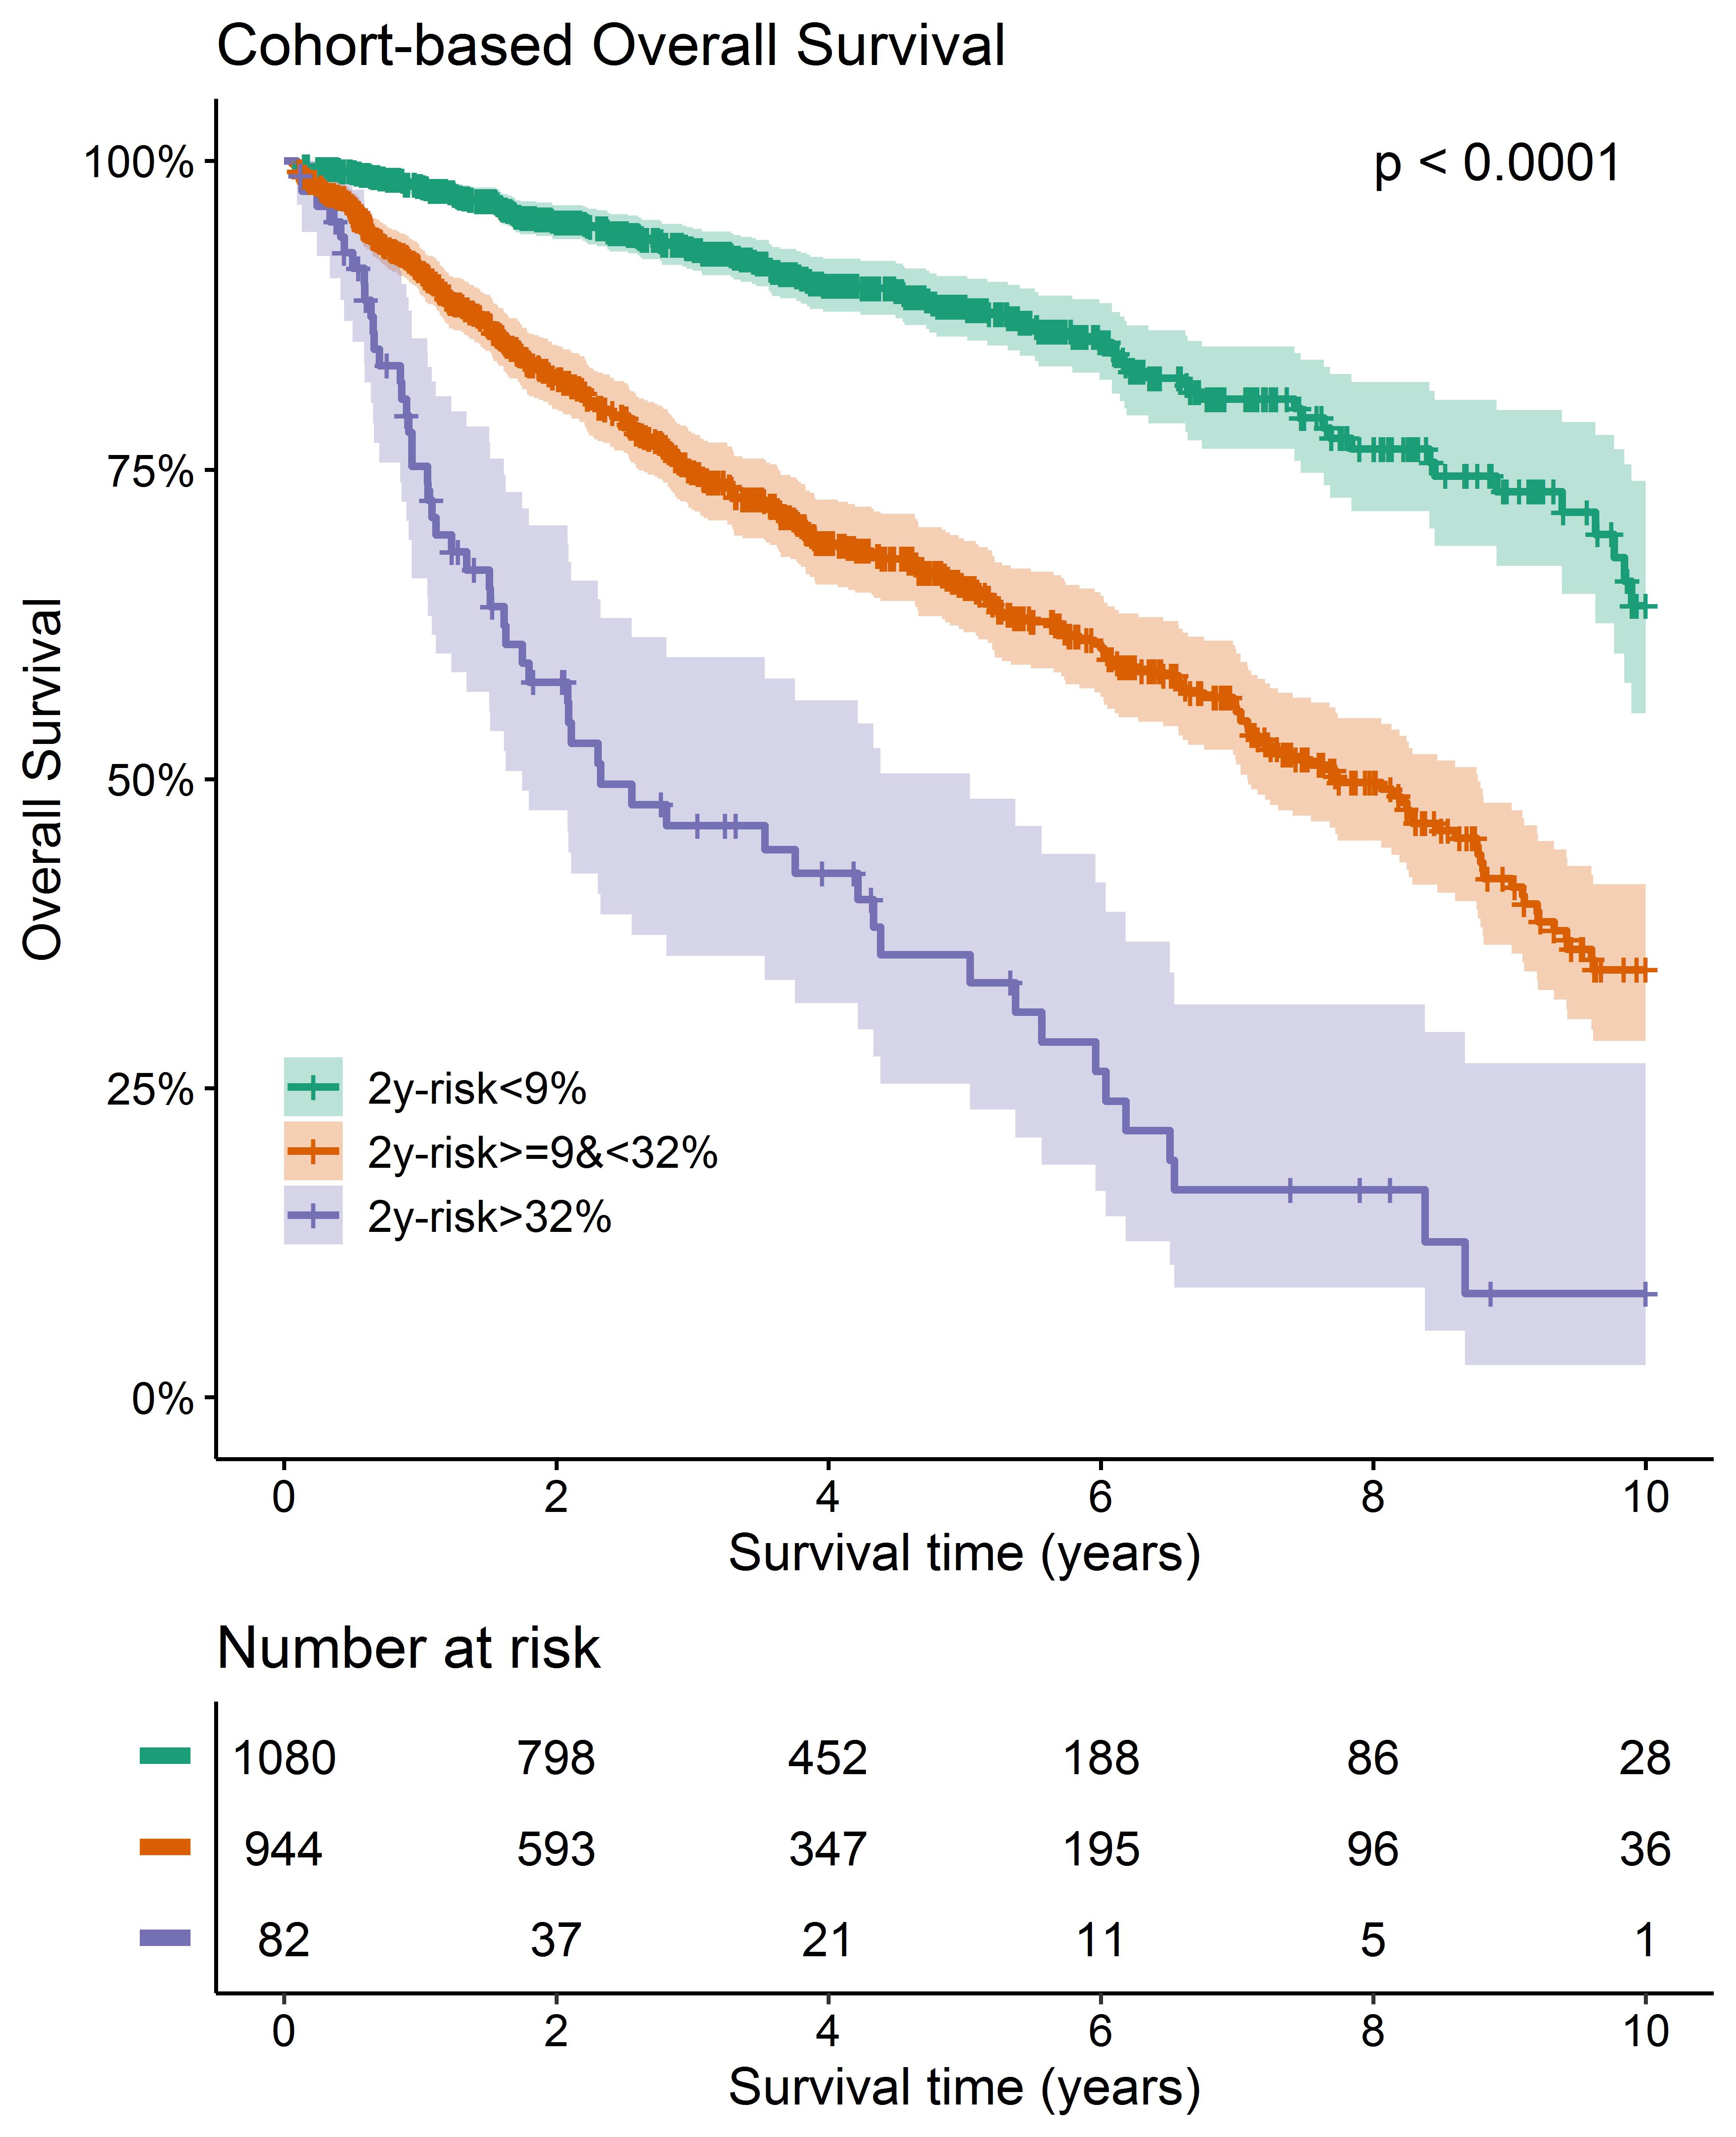 Cohort-based Overall Survival
p < 0.0001
100%
75%
50%
25%
0%
Overall Survival
2y-risk<9%
2y-risk>=9&<32%
2y-risk>32%
0 2 4 6 8 10
Survival time (years)
Number at risk
1080 798 452 188 86 28
944 593 347 195 96 36
82 37 21 11 5 1
0 2 4 6 8 10
Survival time (years)